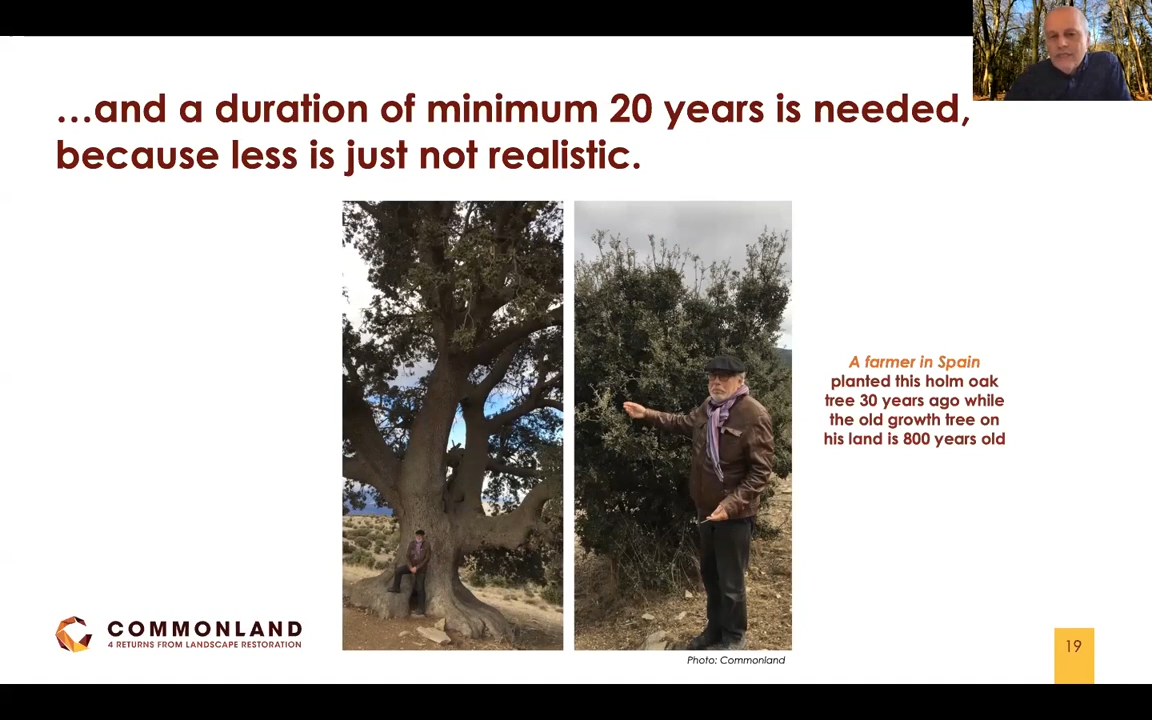 …and a duration of minimum 20 years is needed,
because less is just not realistic.
A farmer in Spain
planted this holm oak
tree 30 years ago while
the old growth tree on
his land is 800 years old
COMMONLAND
4 RETURNS FROM LANDSCAPE RESTORATION
Photo: Commonland
19